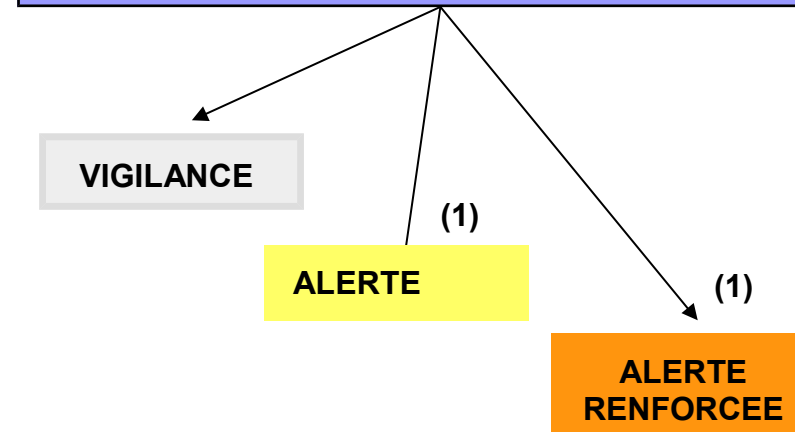 VIGILANCE
(1)
ALERTE
(1)
ALERTE
RENFORCEE